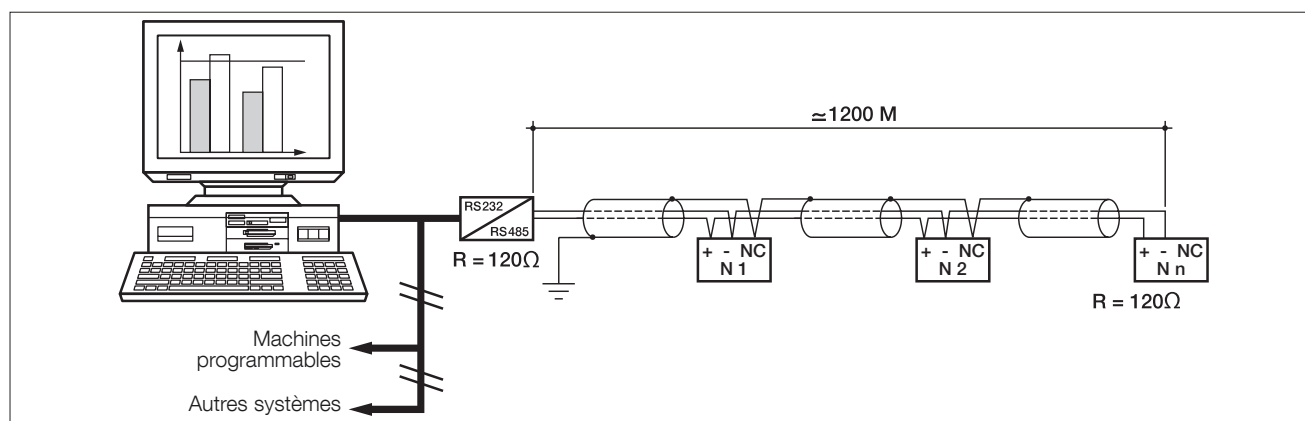 ≃1200 M
RS232
RS485
R = 120Ω
+ - NC
N 1
+ - NC
N 2
+ - NC
N n
R = 120Ω
Machines
programmables
Autres systèmes